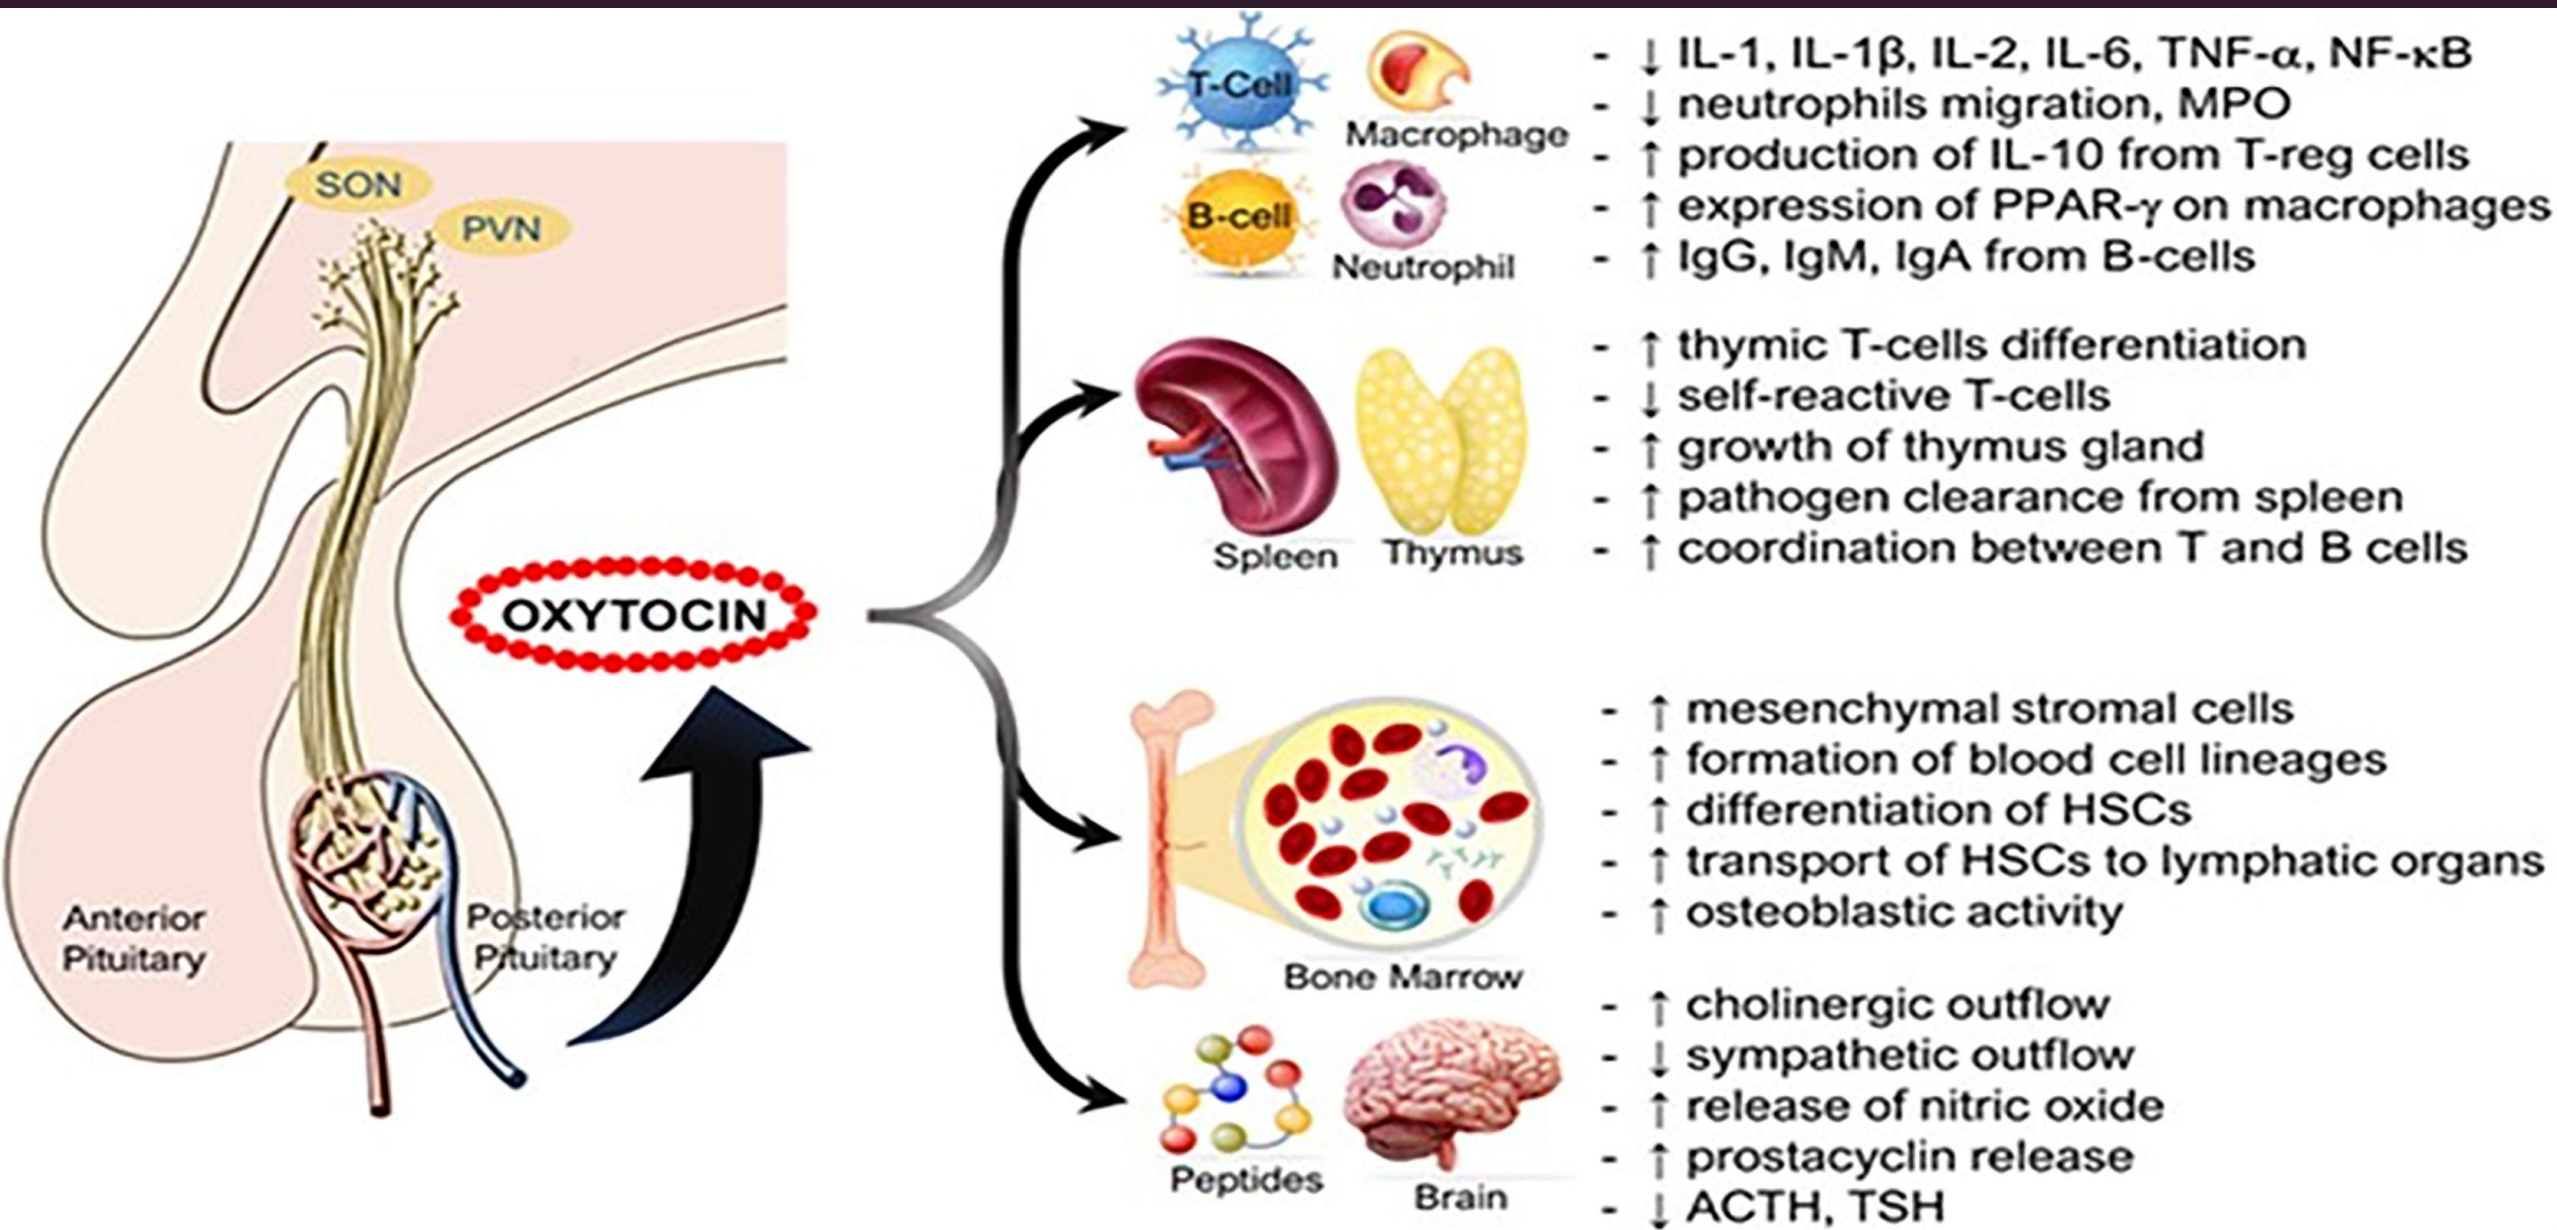 SON
PVN
OXYTOCIN
Anterior
Pituitary
Posterior
Pituitary
T-Cell
Macrophage
B-cell
Neutrophil
- ↓ IL-1, IL-1β, IL-2, IL-6, TNF-α, NF-κB
- ↓ neutrophils migration, MPO
- ↑ production of IL-10 from T-reg cells
- ↑ expression of PPAR-γ on macrophages
- ↑ IgG, IgM, IgA from B-cells
Spleen
Thymus
- ↑ thymic T-cells differentiation
- ↓ self-reactive T-cells
- ↑ growth of thymus gland
- ↑ pathogen clearance from spleen
- ↑ coordination between T and B cells
Bone Marrow
- ↑ mesenchymal stromal cells
- ↑ formation of blood cell lineages
- ↑ differentiation of HSCs
- ↑ transport of HSCs to lymphatic organs
- ↑ osteoblastic activity
Peptides
Brain
- ↑ cholinergic outflow
- ↓ sympathetic outflow
- ↑ release of nitric oxide
- ↑ prostacyclin release
- ↓ ACTH, TSH